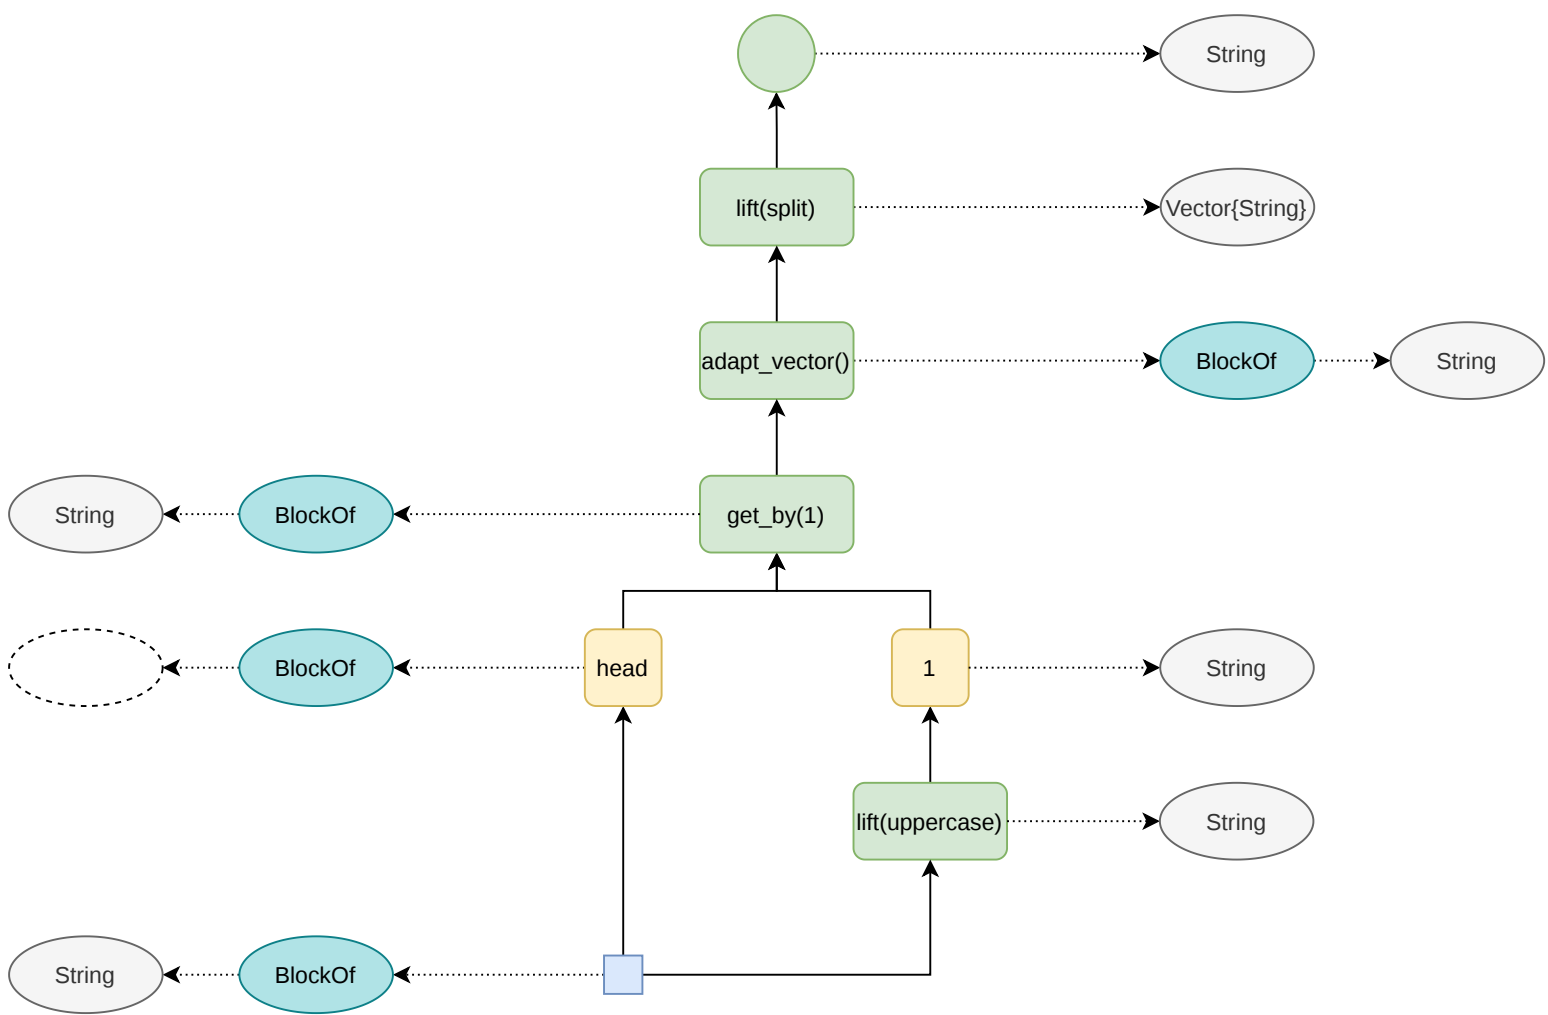 String
lift(split)
Vector{String}
adapt_vector()
BlockOf
String
String
BlockOf
get_by(1)
BlockOf
head
1
String
lift(uppercase)
String
String
BlockOf